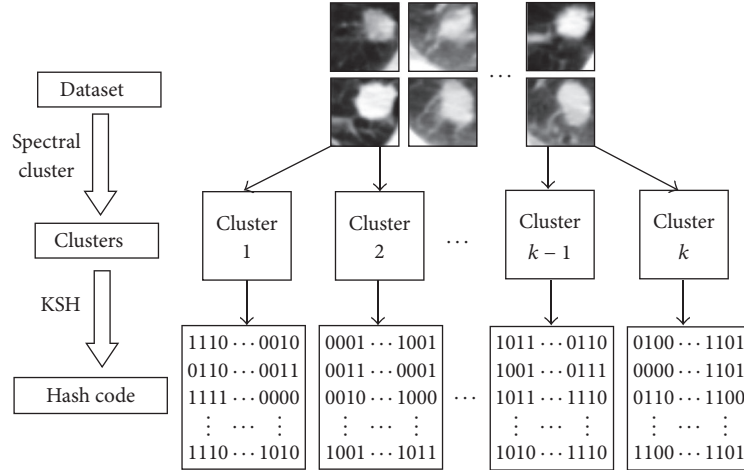 Dataset
Spectral
cluster
Clusters
KSH
Hash code
⋯
Cluster
1
Cluster
2
⋯
Cluster
k – 1
Cluster
k
1110 ⋯ 0010
0110 ⋯ 0011
1111 ⋯ 0000
⋮ ⋯ ⋮
1110 ⋯ 1010
0001 ⋯ 1001
0011 ⋯ 0001
0010 ⋯ 1000
⋮ ⋯ ⋮
1001 ⋯ 1011
⋯
1011 ⋯ 0110
1001 ⋯ 0111
1011 ⋯ 1110
⋮ ⋯ ⋮
1010 ⋯ 1110
0100 ⋯ 1101
0000 ⋯ 1101
0110 ⋯ 1100
⋮ ⋯ ⋮
1100 ⋯ 1101